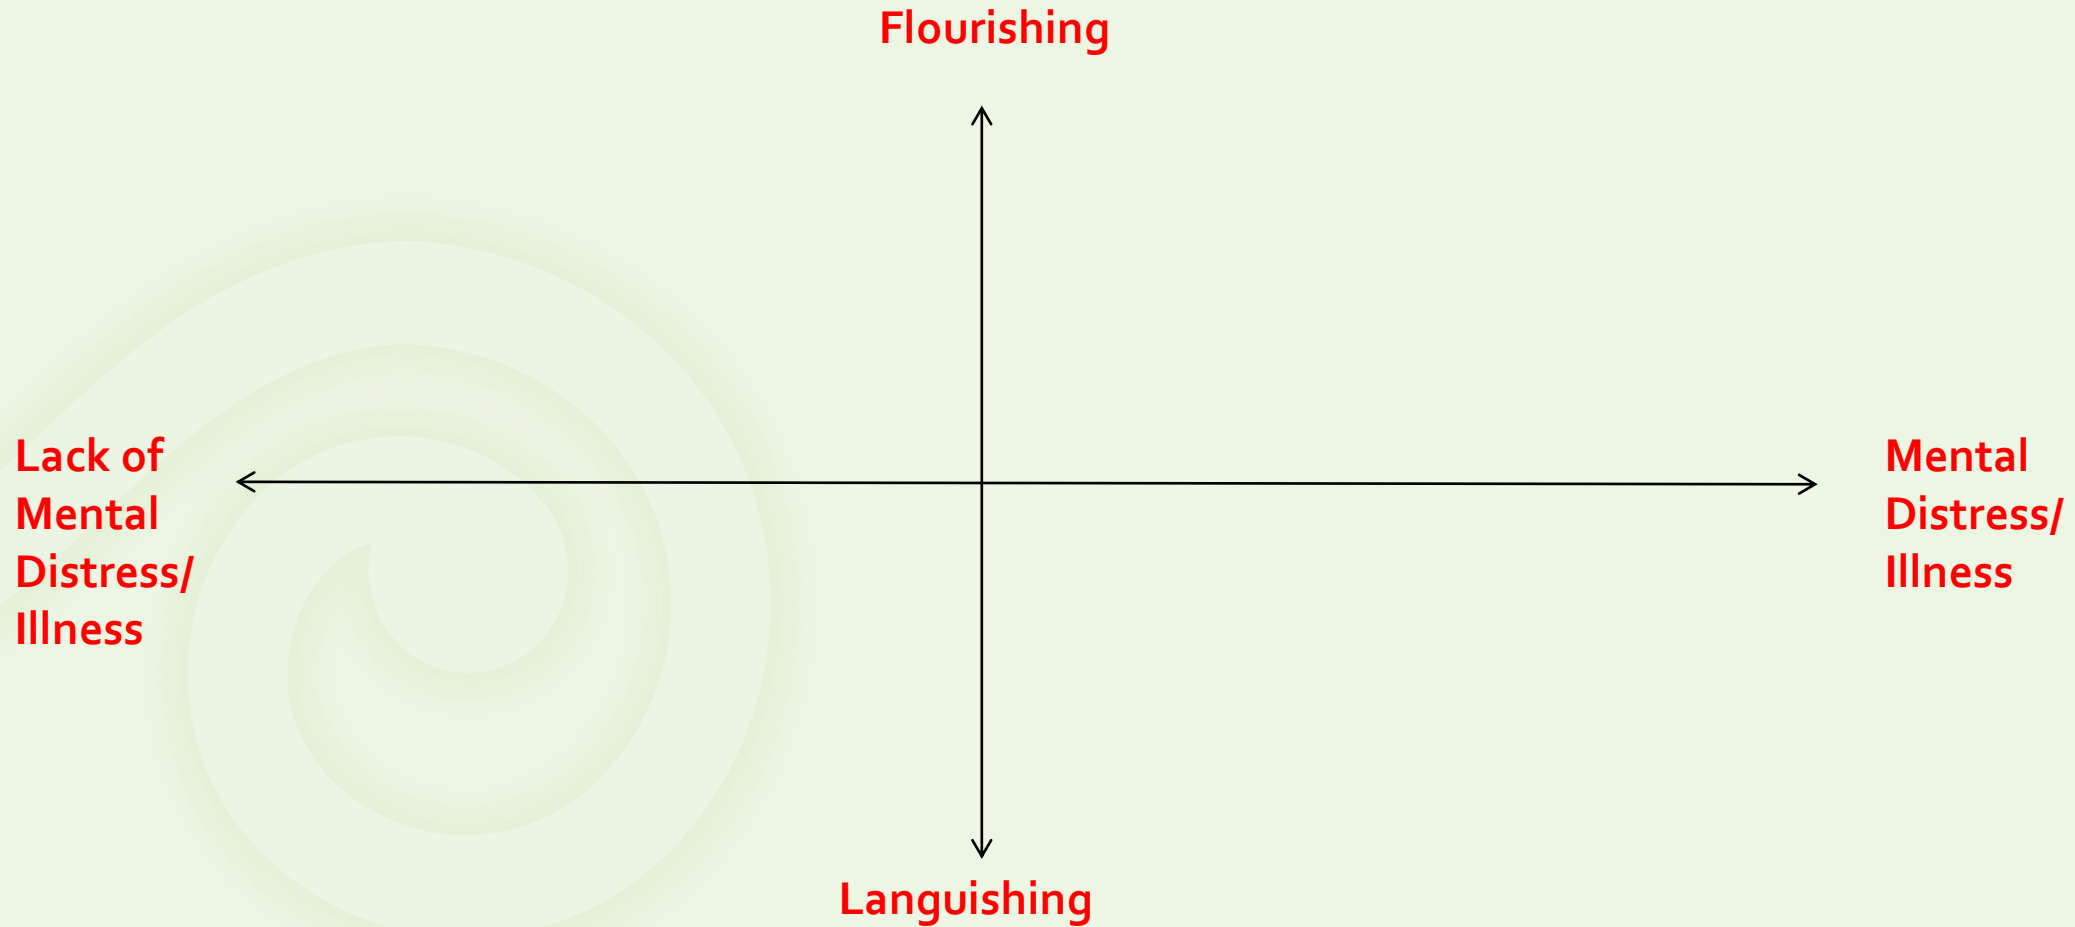 Flourishing
Lack of
Mental
Distress/
Illness
Mental
Distress/
Illness
Languishing